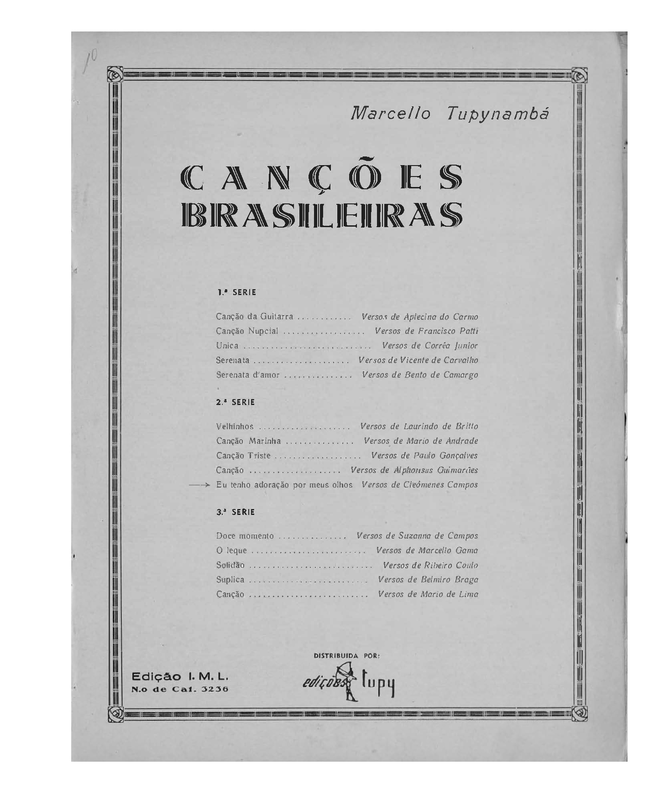 10
Marcello Tupynambá
CANÇÕES
BRASILEIRAS
1.ª SERIE
Canção da Guitarra ............ Versos de Aplecina do Carmo
Canção Nupcial .................. Versos de Francisco Patti
Unica ............................ Versos de Corrêa Junior
Serenata ..................... Versos de Vicente de Carvalho
Serenata d'amor ............... Versos de Bento de Camargo
2.ª SERIE
Velhinhos .................... Versos de Laurindo de Britto
Canção Marinha ............... Versos de Mario de Andrade
Canção Triste ................... Versos de Paulo Gonçalves
Canção .................... Versos de Alphonsus Guimarães
Eu tenho adoração por meus olhos. Versos de Cleómenes Campos
3.ª SERIE
Doce momento ............... Versos de Suzanna de Campos
O leque ......................... Versos de Marcello Gama
Solidão ........................... Versos de Ribeiro Couto
Suplica .......................... Versos de Belmiro Braga
Canção .......................... Versos de Mario de Lima
DISTRIBUIDA POR:
Edição I. M. L.
N.o de Cat. 3236
edições tupy